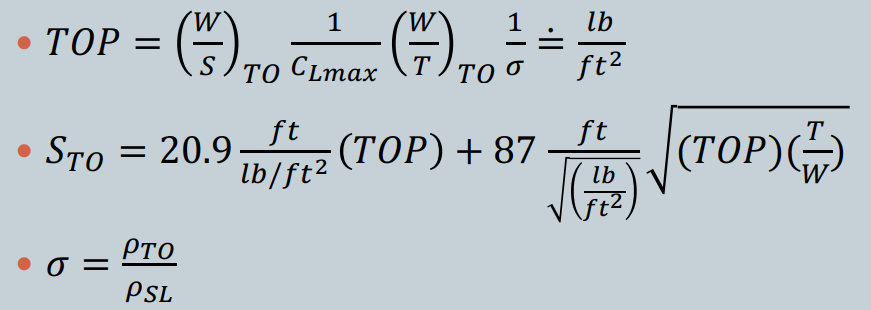 • TOP = (W/S)_TO 1/C_Lmax (W/T)_TO 1/σ ≐ lb/ft²
• S_TO = 20.9 ft/(lb/ft²) (TOP) + 87 ft/√(lb/ft²) √((TOP)(T/W))
• σ = ρ_TO/ρ_SL